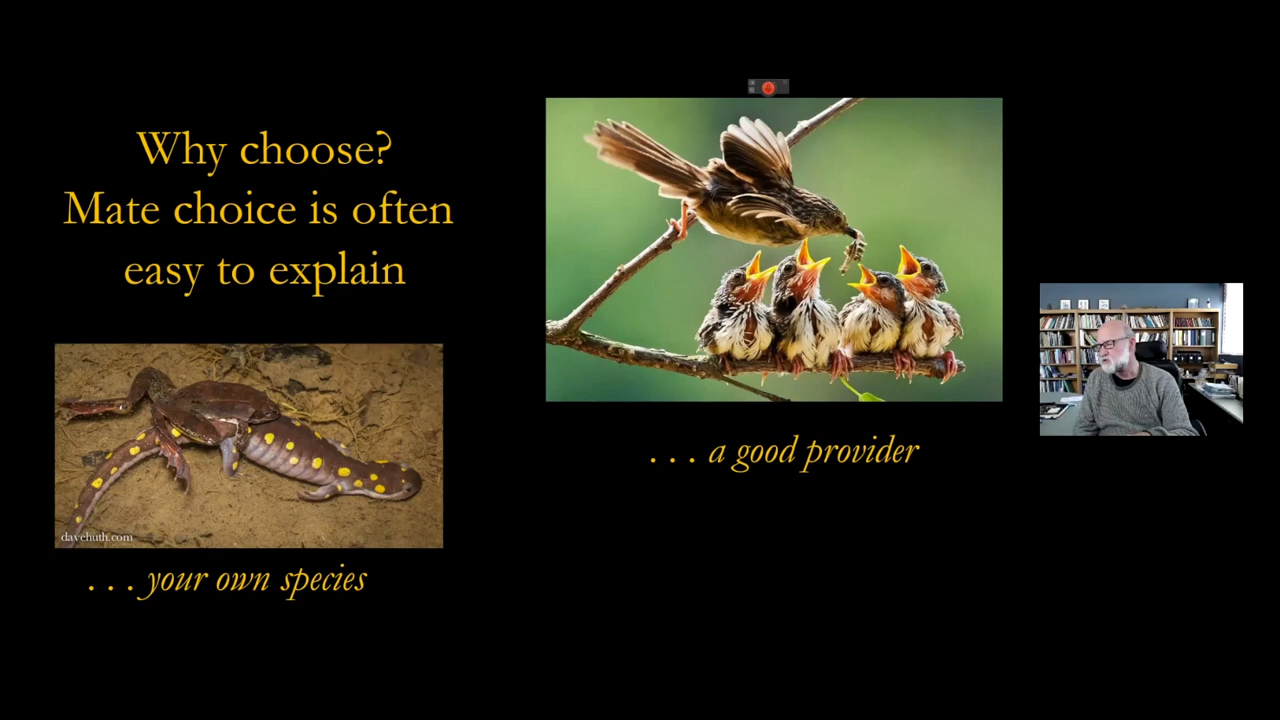 Why choose?
Mate choice is often
easy to explain
davehuth.com
. . . your own species
. . . a good provider